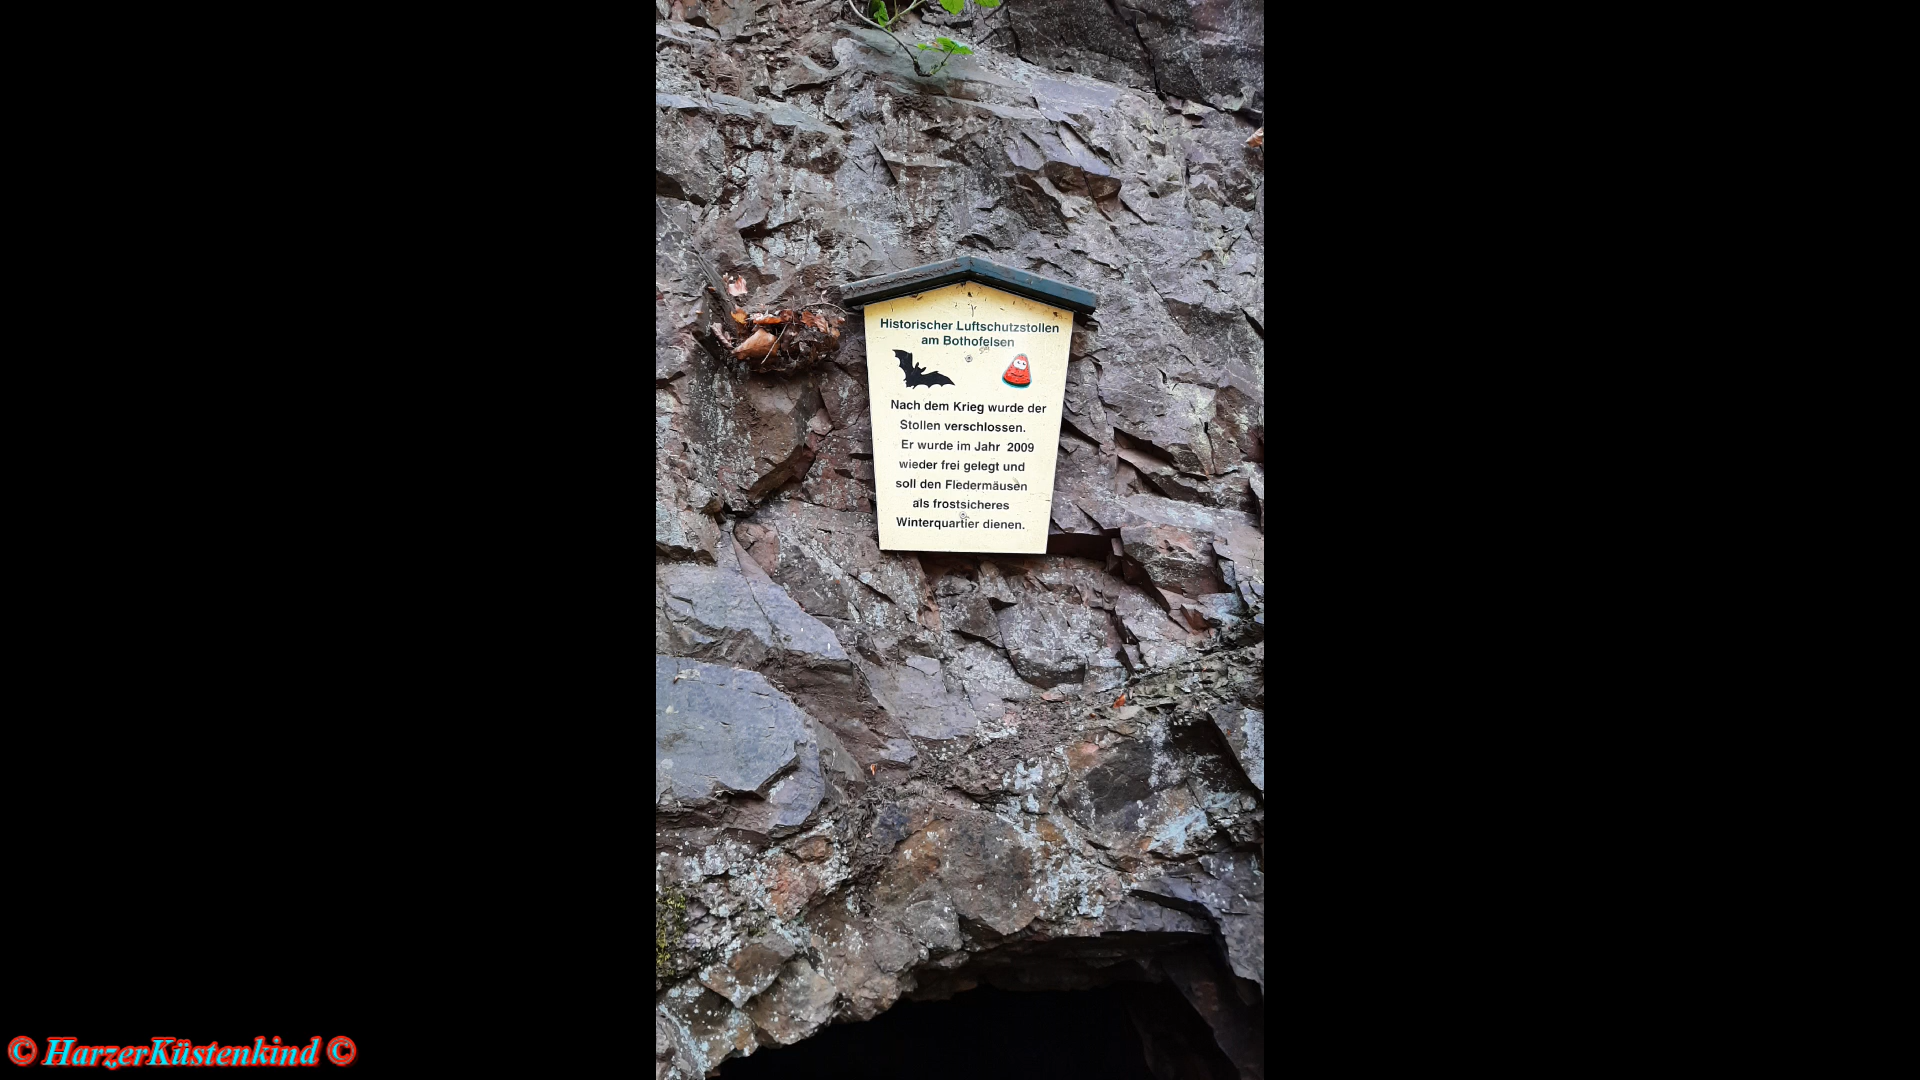 Historischer Luftschutzstollen
am Bothofelsen
Nach dem Krieg wurde der
Stollen verschlossen.
Er wurde im Jahr 2009
wieder frei gelegt und
soll den Fledermäusen
als frostsicheres
Winterquartier dienen.
© HarzerKüstenkind ©